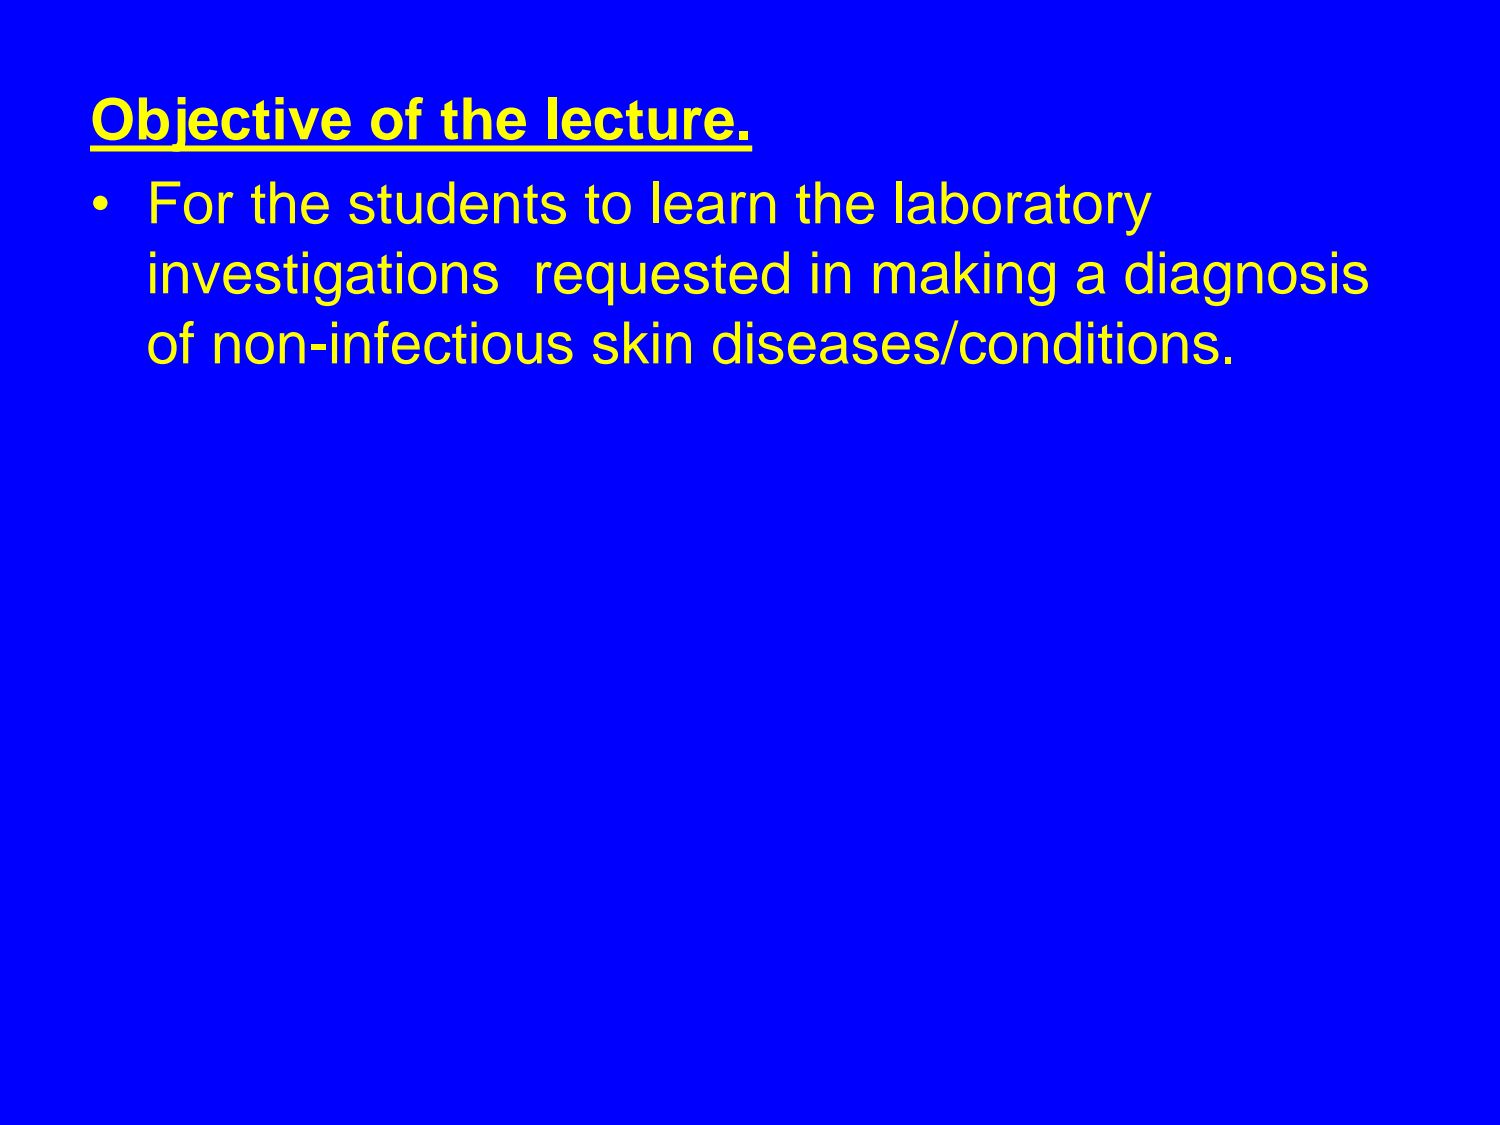 Objective of the lecture.
• For the students to learn the laboratory
investigations  requested in making a diagnosis
of non-infectious skin diseases/conditions.